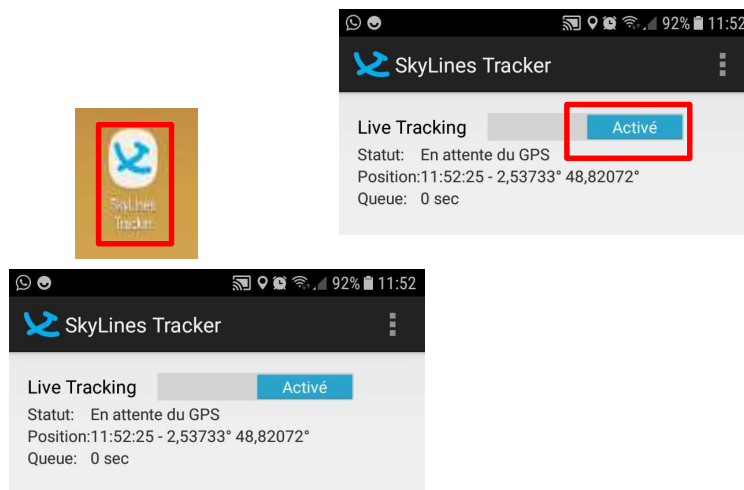 92% 11:52
SkyLines Tracker
Live Tracking Activé
Statut: En attente du GPS
Position:11:52:25 - 2,53733° 48,82072°
Queue: 0 sec
SkyLines
Tracker
92% 11:52
SkyLines Tracker
Live Tracking Activé
Statut: En attente du GPS
Position:11:52:25 - 2,53733° 48,82072°
Queue: 0 sec